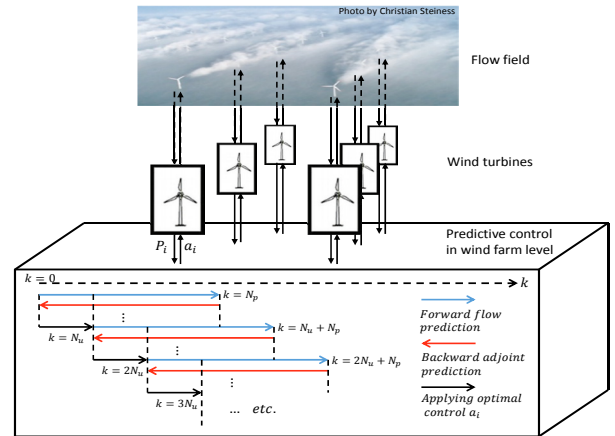 Photo by Christian Steiness
Flow field
Wind turbines
P_i a_i
Predictive control
in wind farm level
k = 0
k
k = N_p
⋮
k = N_u
k = N_u + N_p
⋮
k = 2N_u
k = 2N_u + N_p
⋮
k = 3N_u
... etc.
Forward flow
prediction
Backward adjoint
prediction
Applying optimal
control a_i